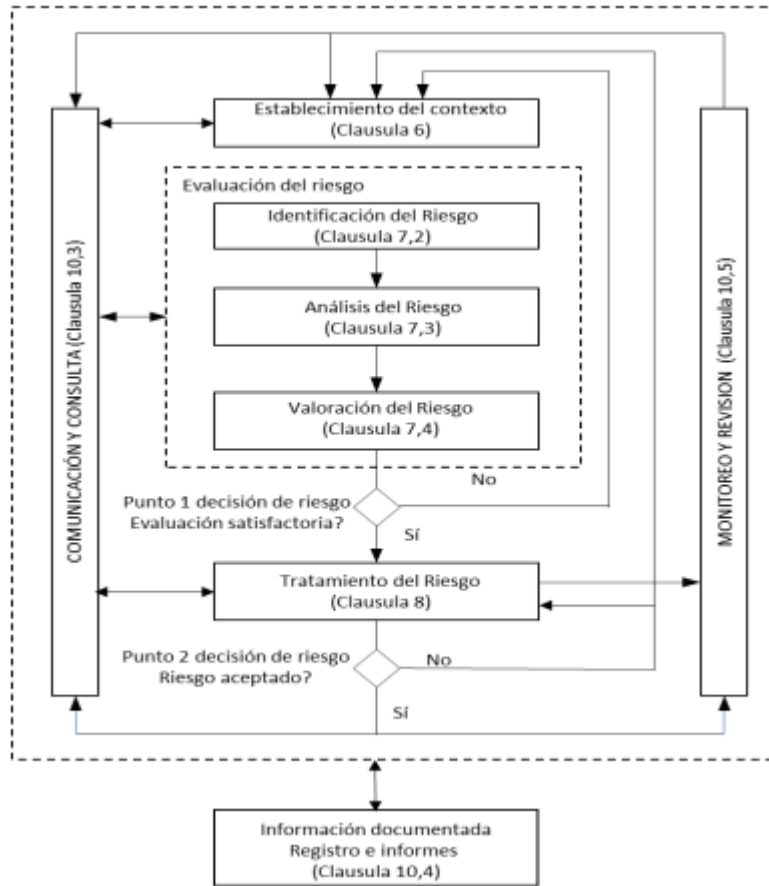 Establecimiento del contexto
(Clausula 6)
Evaluación del riesgo
Identificación del Riesgo
(Clausula 7,2)
Análisis del Riesgo
(Clausula 7,3)
Valoración del Riesgo
(Clausula 7,4)
No
Punto 1 decisión de riesgo
Evaluación satisfactoria?
Sí
Tratamiento del Riesgo
(Clausula 8)
Punto 2 decisión de riesgo
Riesgo aceptado?
No
Sí
COMUNICACIÓN Y CONSULTA (Clausula 10,3)
MONITOREO Y REVISION (Clausula 10,5)
Información documentada
Registro e informes
(Clausula 10,4)